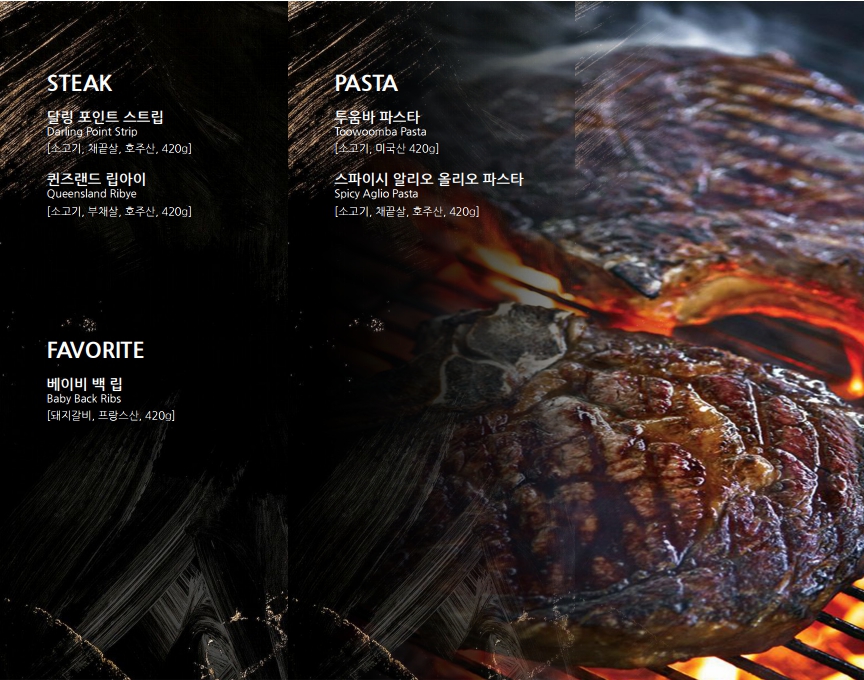 STEAK
달링 포인트 스트립
Darling Point Strip
[소고기, 채끝살, 호주산, 420g]
퀸즈랜드 립아이
Queensland Ribye
[소고기, 부채살, 호주산, 420g]
FAVORITE
베이비 백 립
Baby Back Ribs
[돼지갈비, 프랑스산, 420g]
PASTA
투움바 파스타
Toowoomba Pasta
[소고기, 미국산 420g]
스파이시 알리오 올리오 파스타
Spicy Aglio Pasta
[소고기, 채끝살, 호주산, 420g]